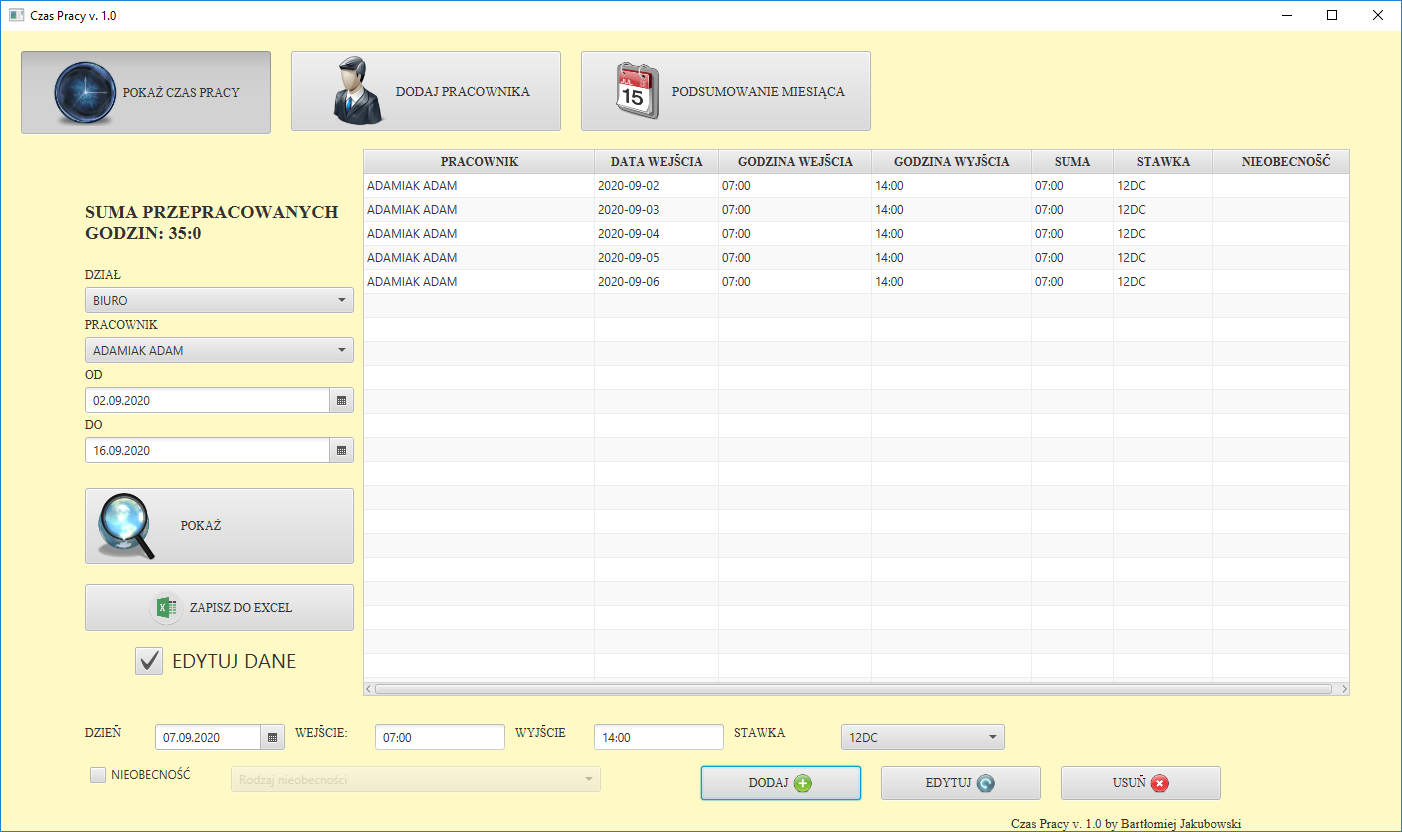 Czas Pracy v. 1.0
POKAŻ CZAS PRACY
DODAJ PRACOWNIKA
15
PODSUMOWANIE MIESIĄCA
PRACOWNIK DATA WEJŚCIA GODZINA WEJŚCIA GODZINA WYJŚCIA SUMA STAWKA NIEOBECNOŚĆ
ADAMIAK ADAM 2020-09-02 07:00 14:00 07:00 12DC
ADAMIAK ADAM 2020-09-03 07:00 14:00 07:00 12DC
ADAMIAK ADAM 2020-09-04 07:00 14:00 07:00 12DC
ADAMIAK ADAM 2020-09-05 07:00 14:00 07:00 12DC
ADAMIAK ADAM 2020-09-06 07:00 14:00 07:00 12DC
SUMA PRZEPRACOWANYCH
GODZIN: 35:0
DZIAŁ
BIURO
PRACOWNIK
ADAMIAK ADAM
OD
02.09.2020
DO
16.09.2020
POKAŻ
ZAPISZ DO EXCEL
EDYTUJ DANE
DZIEŃ 07.09.2020 WEJŚCIE: 07:00 WYJŚCIE 14:00 STAWKA 12DC
NIEOBECNOŚĆ Rodzaj nieobecności
DODAJ EDYTUJ USUŃ
Czas Pracy v. 1.0 by Bartłomiej Jakubowski